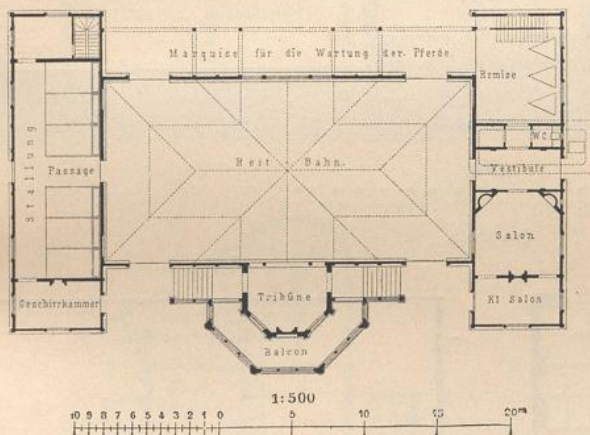 Marquise für die Wartung der Pferde.
Remise
Stallung
Passage
Reit Bahn.
W.C.
Vestibule
Salon
Geschirrkammer
Tribüne
Kl Salon
Balcon
1:500
10 9 8 7 6 5 4 3 2 1 0 5 10 15 20m